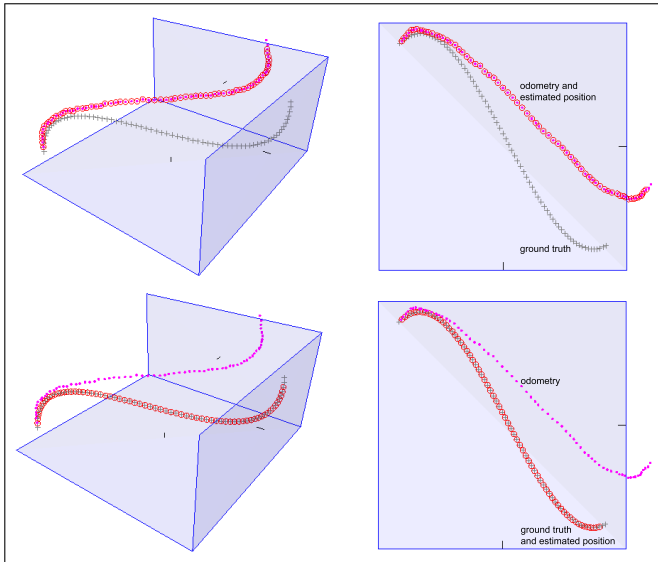 odometry and
estimated position
ground truth
odometry
ground truth
and estimated position